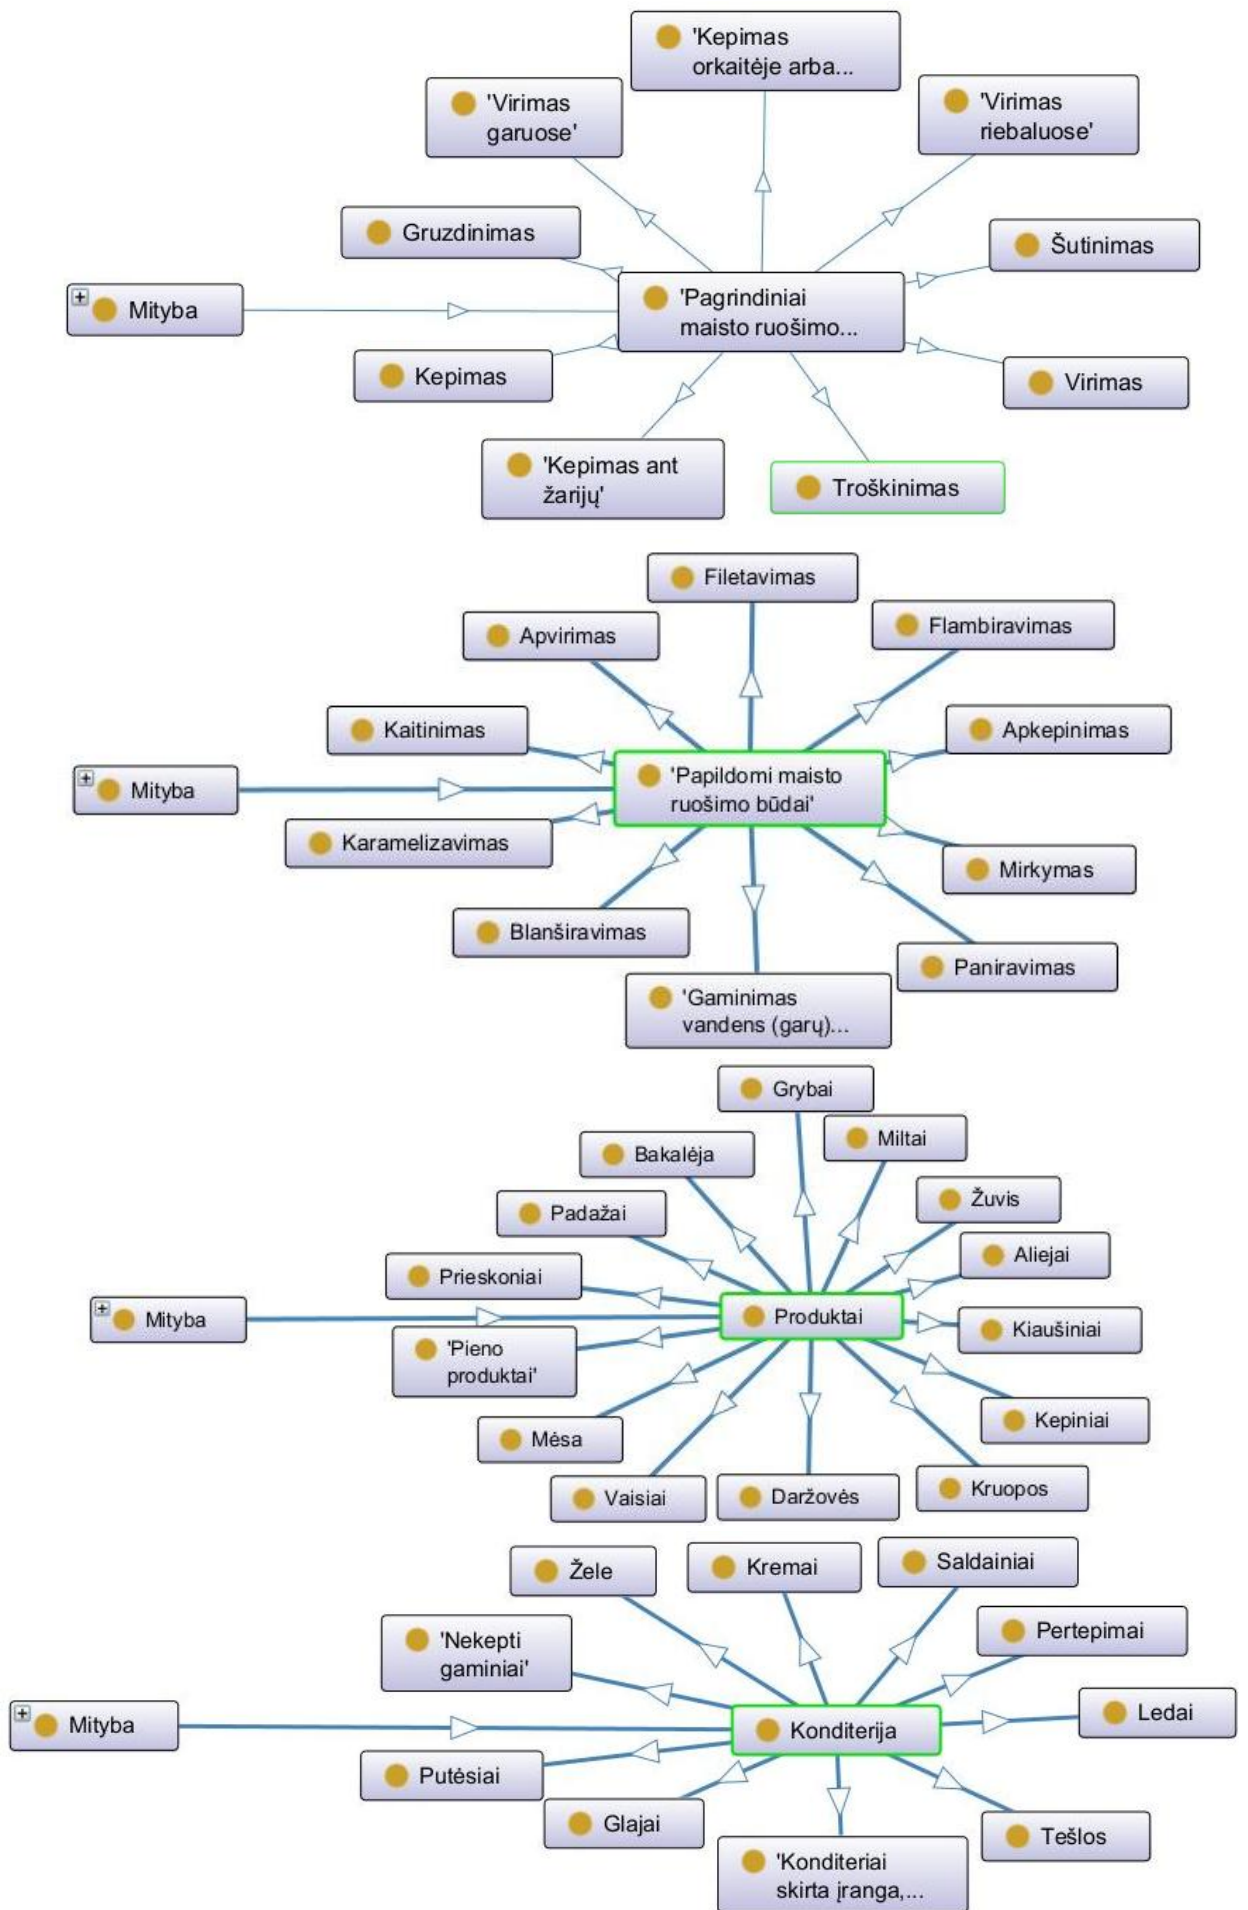 'Kepimas
orkaitėje arba...
'Virimas
garuose'
'Virimas
riebaluose'
Gruzdinimas
Šutinimas
Mityba
'Pagrindiniai
maisto ruošimo...
Kepimas
Virimas
'Kepimas ant
žarijų'
Troškinimas
Filetavimas
Apvirimas
Flambiravimas
Kaitinimas
Apkepinimas
Mityba
'Papildomi maisto
ruošimo būdai'
Karamelizavimas
Mirkymas
Blanširavimas
Paniravimas
'Gaminimas
vandens (garų)...
Grybai
Miltai
Bakalėja
Žuvis
Padažai
Aliejai
Prieskoniai
Mityba
Produktai
Kiaušiniai
'Pieno
produktai'
Kepiniai
Mėsa
Kruopos
Vaisiai
Daržovės
Žele
Kremai
Saldainiai
'Nekepti
gaminiai'
Pertepimai
Ledai
Mityba
Konditerija
Putėsiai
Glajai
Tešlos
'Konditeriai
skirta įranga,...